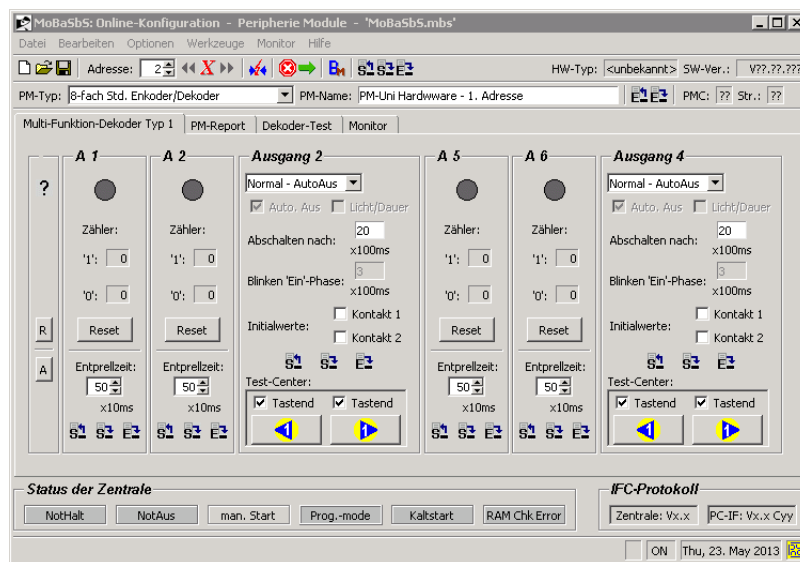 MoBaSbS: Online-Konfiguration - Peripherie Module - 'MoBaSbS.mbs'
Datei Bearbeiten Optionen Werkzeuge Monitor Hilfe
Adresse: 2 X BM S S E HW-Typ: <unbekannt> SW-Ver.: V??.??.???
PM-Typ: 8-fach Std. Enkoder/Dekoder PM-Name: PM-Uni Hardwware - 1. Adresse E E PMC: ?? Str.: ??
Multi-Funktion-Dekoder Typ 1 PM-Report Dekoder-Test Monitor
A 1 A 2 Ausgang 2 A 5 A 6 Ausgang 4
? Normal - AutoAus Normal - AutoAus
Auto. Aus Licht/Dauer Auto. Aus Licht/Dauer
Zähler: Zähler: Abschalten nach: 20 x100ms Zähler: Zähler: Abschalten nach: 20 x100ms
'1': 0 '1': 0 Blinken 'Ein'-Phase: 3 x100ms '1': 0 '1': 0 Blinken 'Ein'-Phase: 3 x100ms
'0': 0 '0': 0 '0': 0 '0': 0
R Reset Reset Initialwerte: Kontakt 1 Reset Reset Initialwerte: Kontakt 1
Kontakt 2 Kontakt 2
A Entprellzeit: Entprellzeit: S S E Entprellzeit: Entprellzeit: S S E
50 50 Test-Center: 50 50 Test-Center:
x10ms x10ms Tastend Tastend x10ms x10ms Tastend Tastend
S S E S S E 1 1 S S E S S E 1 1
Status der Zentrale IFC-Protokoll
NotHalt NotAus man. Start Prog.-mode Kaltstart RAM Chk Error Zentrale: Vx.x PC-IF: Vx.x Cyy
ON Thu, 23. May 2013